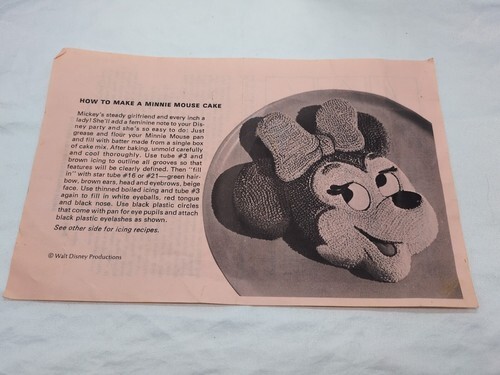 HOW TO MAKE A MINNIE MOUSE CAKE
Mickey's steady girlfriend and every inch a
lady! She'll add a feminine note to your Dis-
ney party and she's so easy to do: Just
grease and flour your Minnie Mouse pan
and fill with batter made from a single box
of cake mix. After baking, unmold carefully
and cool thoroughly. Use tube #3 and
brown icing to outline all grooves so that
features will be clearly defined. Then "fill
in" with star tube #16 or #21—green hair-
bow, brown ears, head and eyebrows, beige
face. Use thinned boiled icing and tube #3
again to fill in white eyeballs, red tongue
and black nose. Use black plastic circles
that come with pan for eye pupils and attach
black plastic eyelashes as shown.
See other side for icing recipes.
© Walt Disney Productions